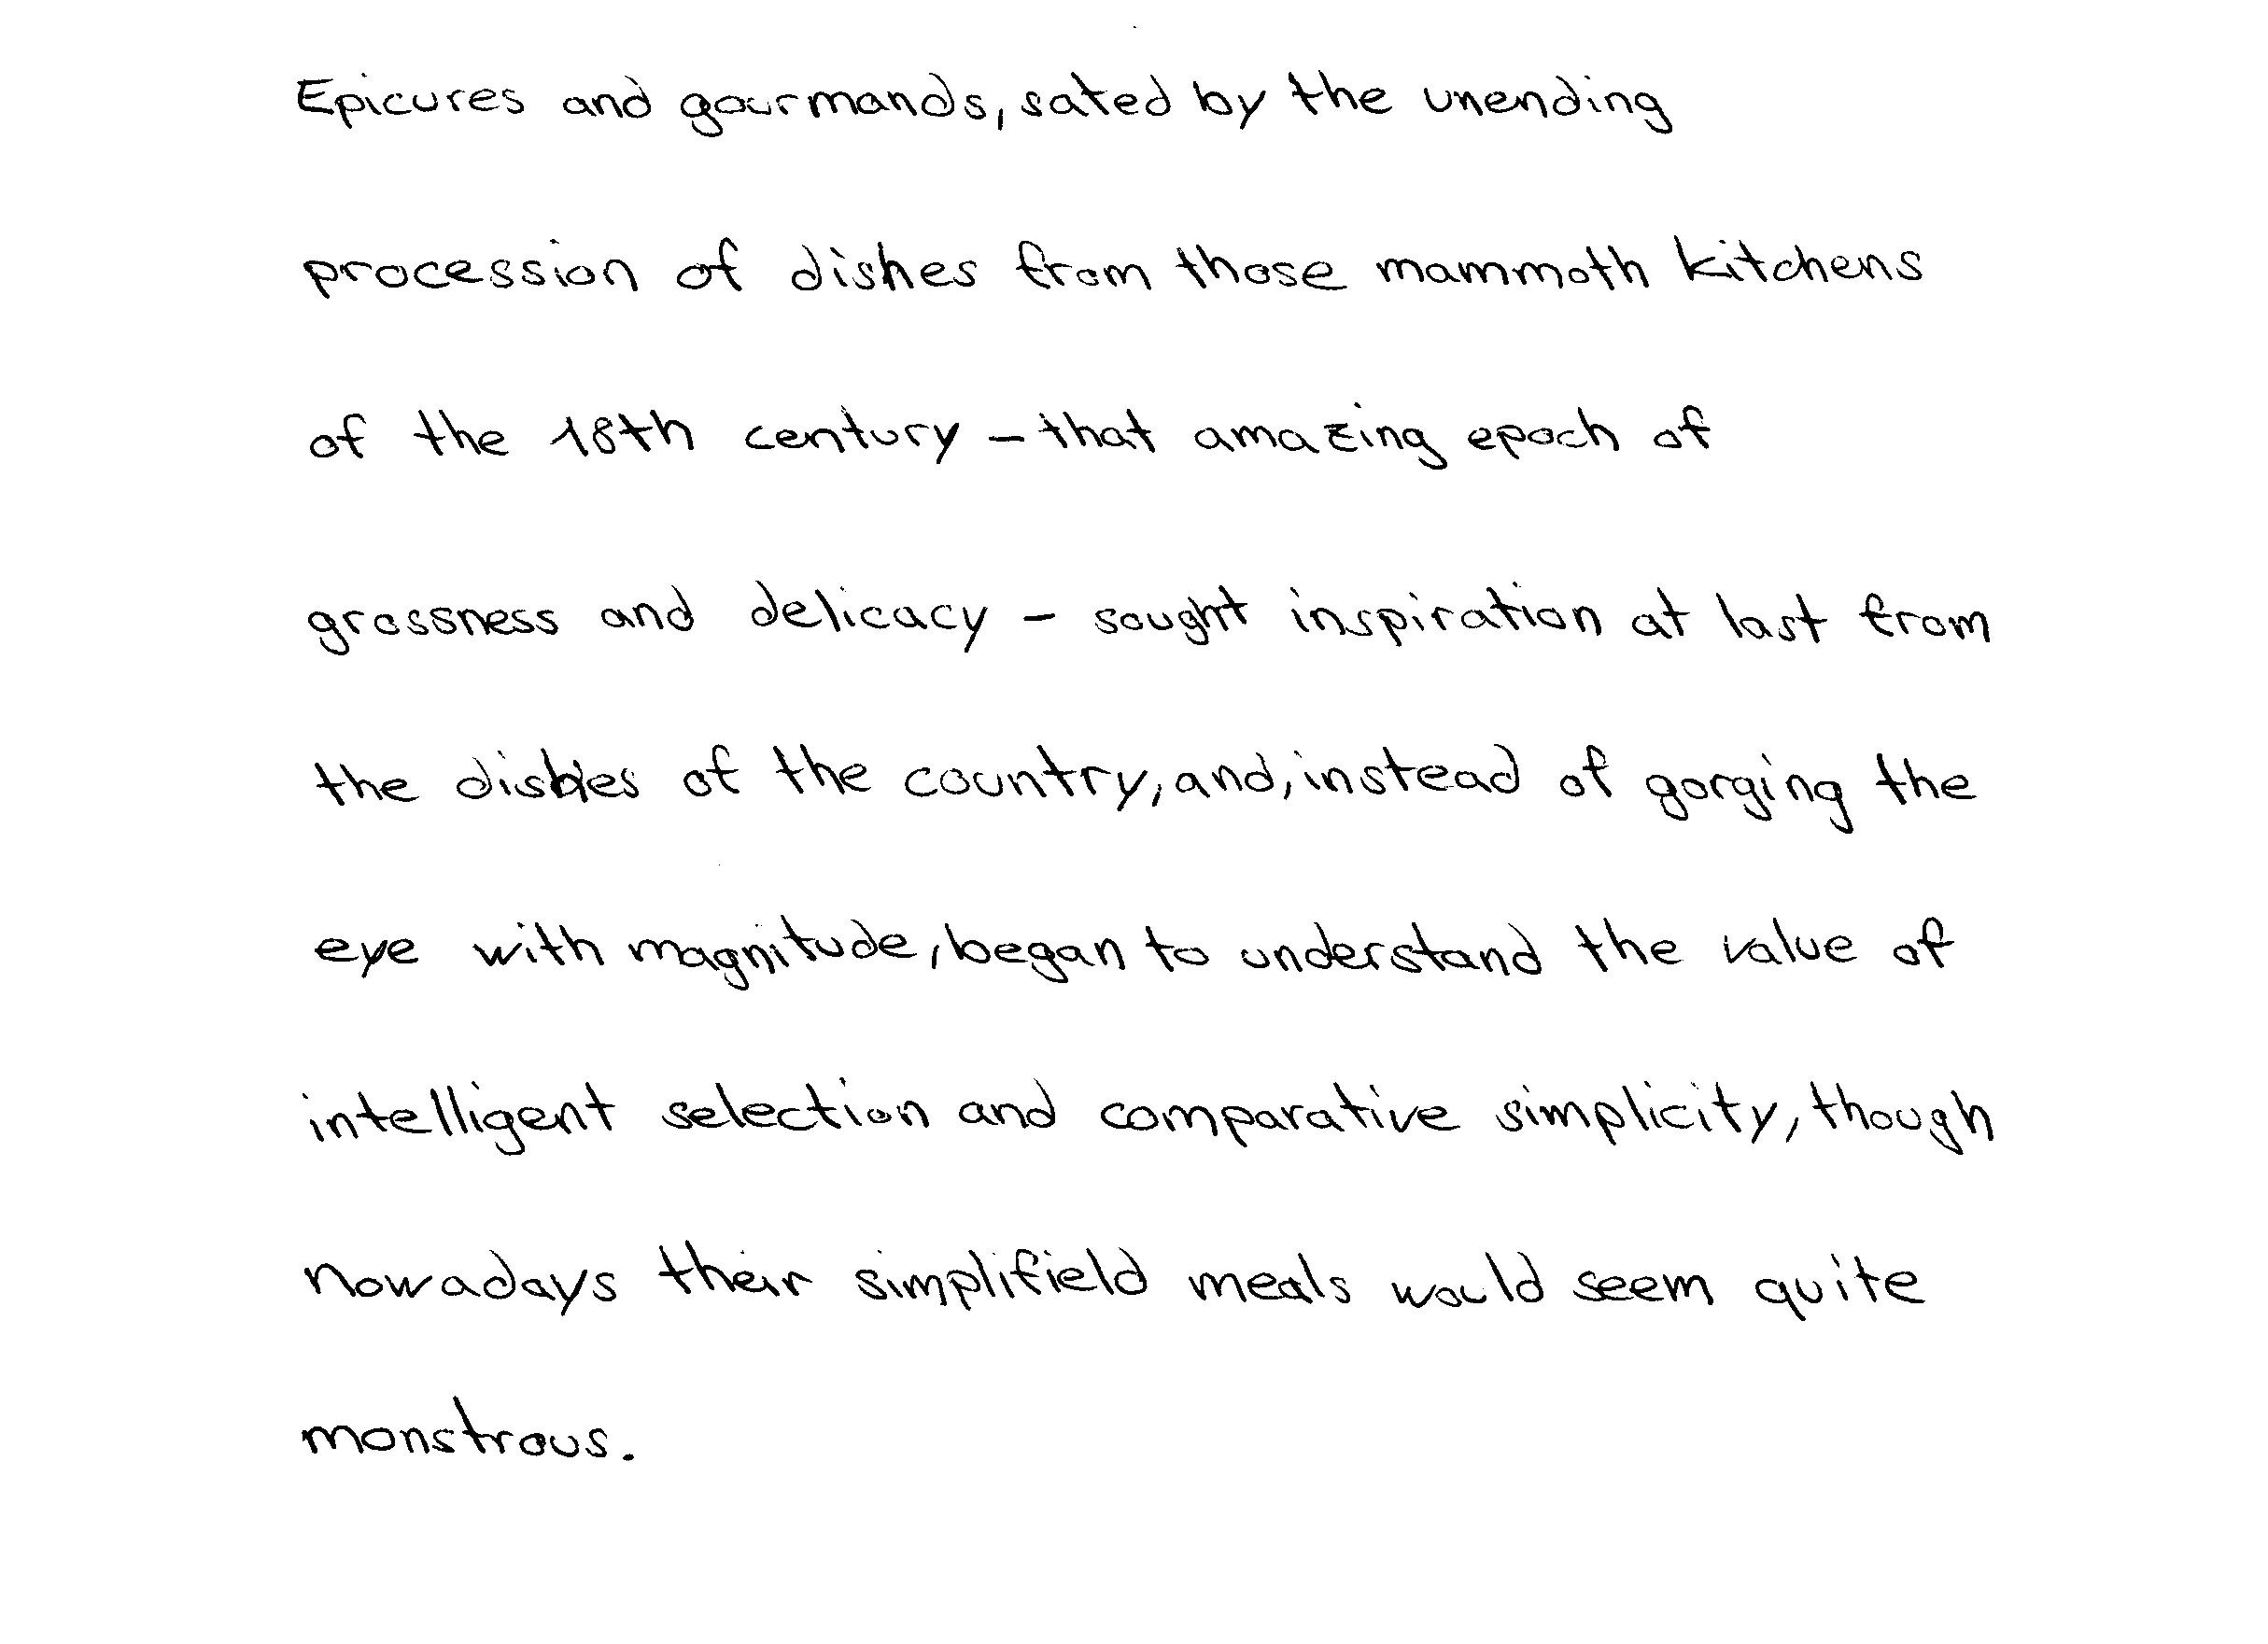 Epicures and gourmands, sated by the unending
procession of dishes from those mammoth kitchens
of the 18th century - that amazing epoch of
grossness and delicacy - sought inspiration at last from
the dishes of the country, and, instead of gorging the
eye with magnitude, began to understand the value of
intelligent selection and comparative simplicity, though
nowadays their simplifield meals would seem quite
monstrous.